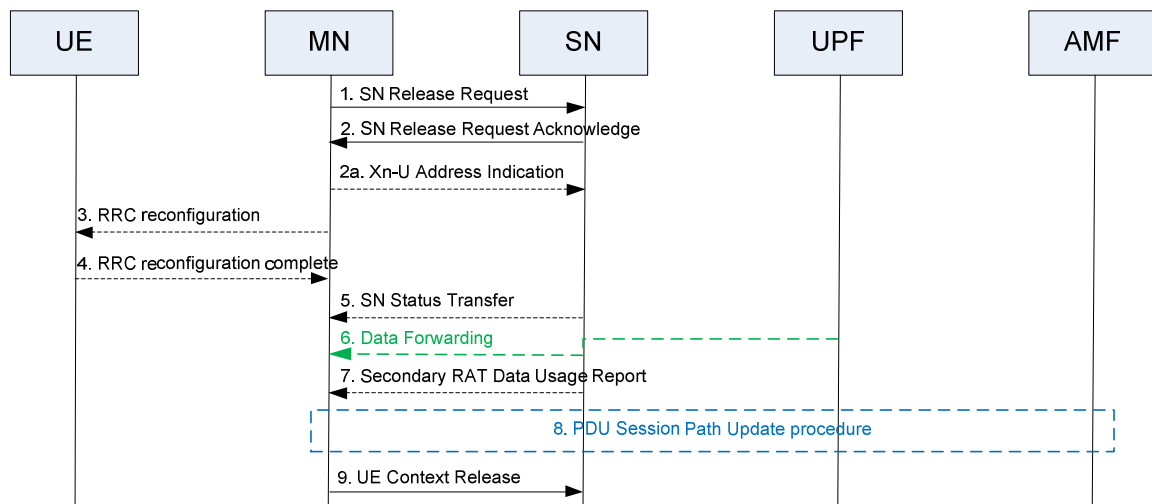 UE
MN
SN
UPF
AMF
1. SN Release Request
2. SN Release Request Acknowledge
2a. Xn-U Address Indication
3. RRC reconfiguration
4. RRC reconfiguration complete
5. SN Status Transfer
6. Data Forwarding
7. Secondary RAT Data Usage Report
8. PDU Session Path Update procedure
9. UE Context Release